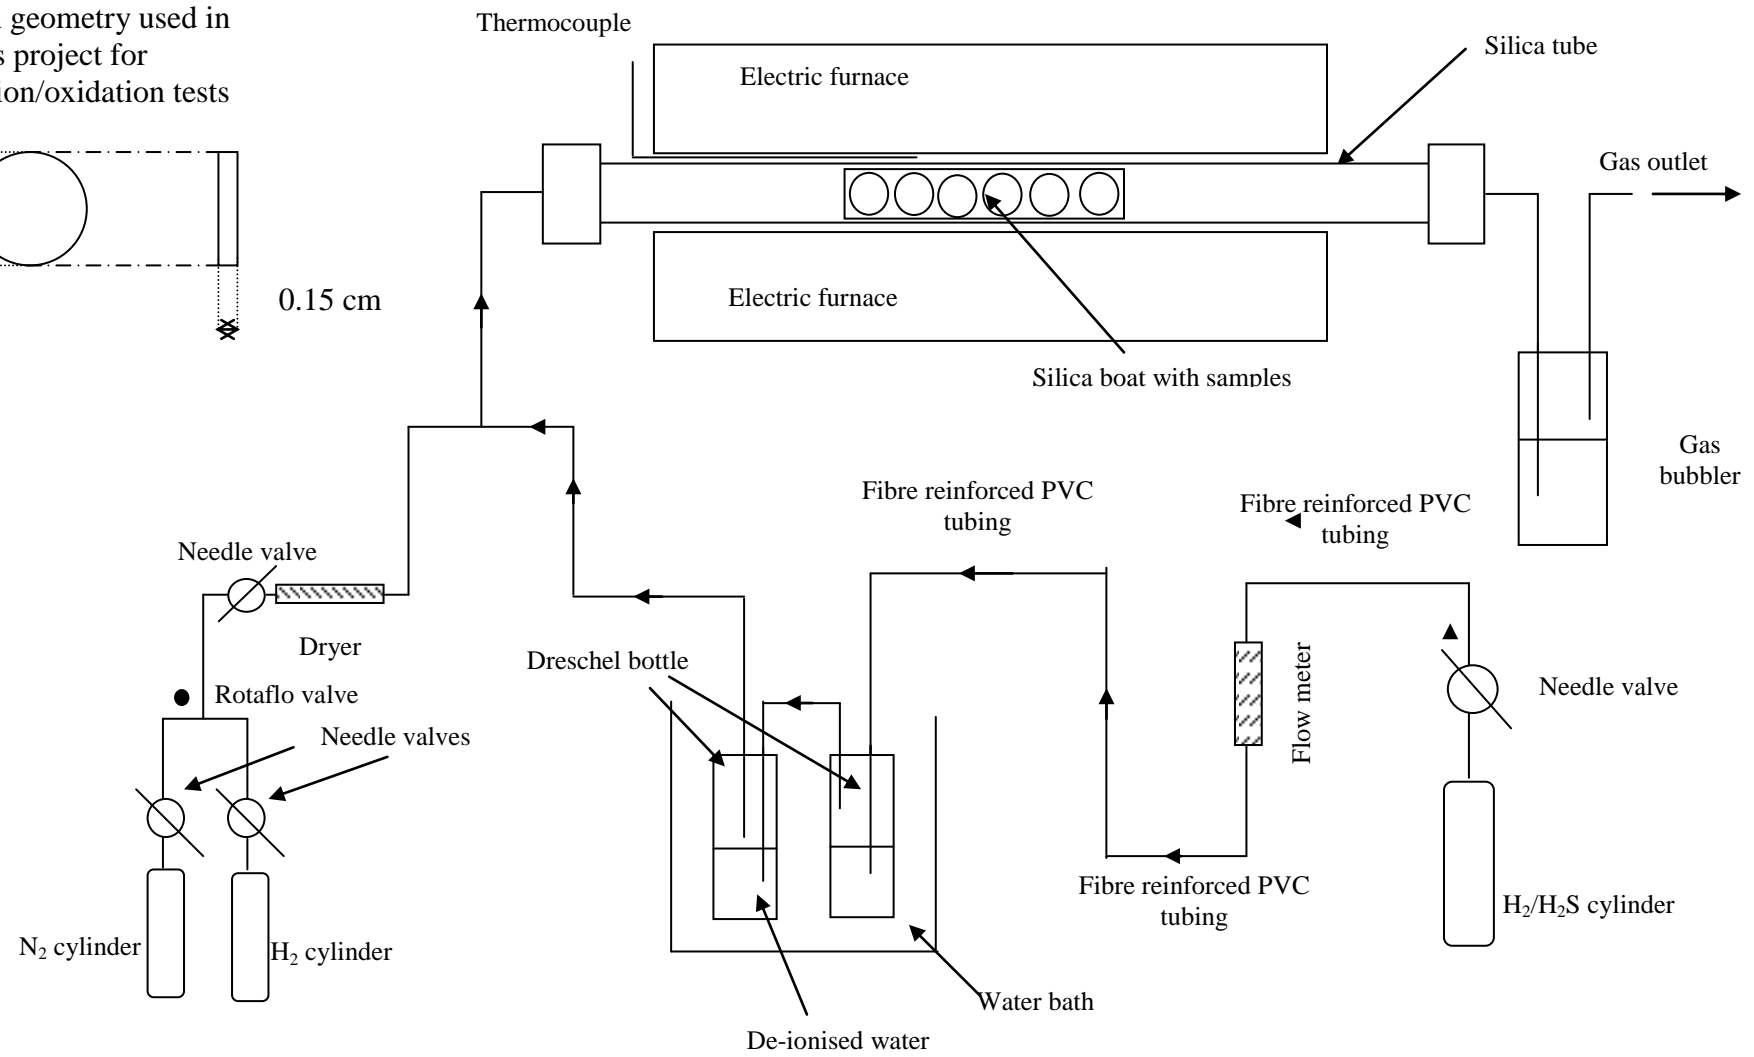 geometry used in
project for
ion/oxidation tests
0.15 cm
Thermocouple
Electric furnace
Silica tube
Gas outlet
Electric furnace
Silica boat with samples
Gas
bubbler
Fibre reinforced PVC
tubing
Fibre reinforced PVC
tubing
Needle valve
Dryer
Rotaflo valve
Needle valves
Dreschel bottle
Flow meter
Needle valve
Fibre reinforced PVC
tubing
H₂/H₂S cylinder
N₂ cylinder
H₂ cylinder
Water bath
De-ionised water